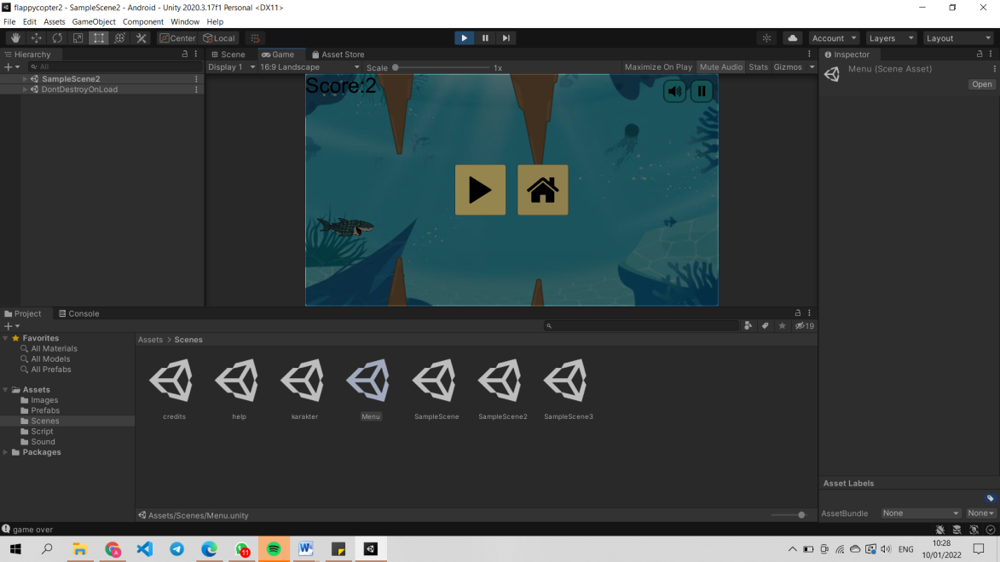 flappycopter2 - SampleScene2 - Android - Unity 2020.3.17f1 Personal <DX11>
File Edit Assets GameObject Component Window Help
Center Local Account Layers Layout
Hierarchy Scene Game Asset Store Inspector
All Display 1 16:9 Landscape Scale 1x Maximize On Play Mute Audio Stats Gizmos Menu (Scene Asset)
SampleScene2
DontDestroyOnLoad
Open
Score:2
Project Console
19
Favorites
All Materials
All Models
All Prefabs
Assets
Images
Prefabs
Scenes
Script
Sound
Packages
Assets > Scenes
credits help karakter Menu SampleScene SampleScene2 SampleScene3
Assets/Scenes/Menu.unity
Asset Labels
AssetBundle None None
game over
11
ENG
10:28
10/01/2022